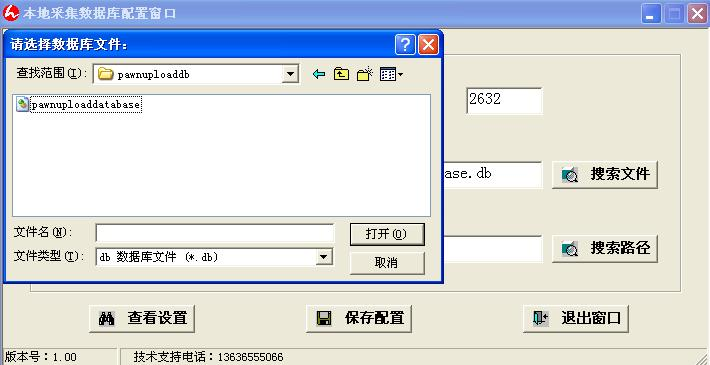 本地采集数据库配置窗口
请选择数据库文件:
查找范围(I): pawnuploaddb
pawnuploaddatabase
2632
ase.db
搜索文件
文件名(N):
打开(O)
文件类型(T): db 数据库文件 (*.db)
取消
搜索路径
查看设置
保存配置
退出窗口
版本号：1.00
技术支持电话：13636555066